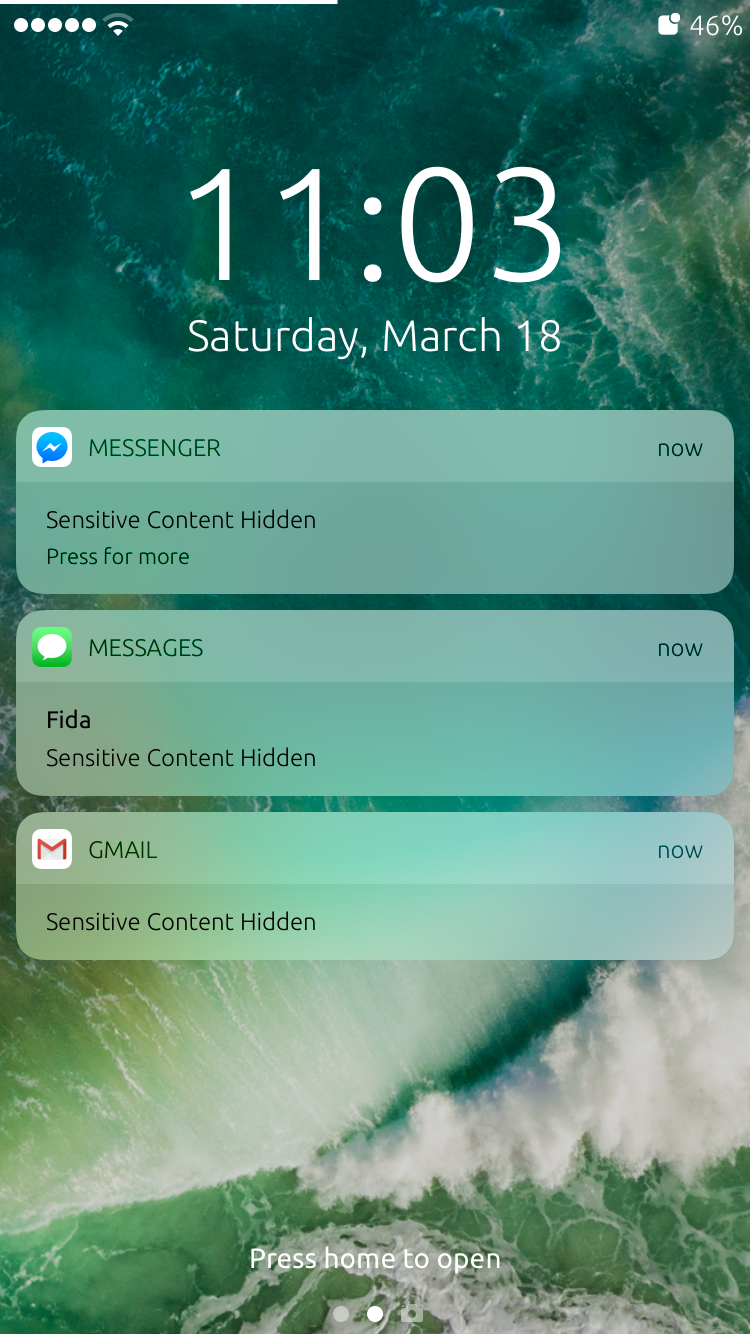 46%
11:03
Saturday, March 18
MESSENGER now
Sensitive Content Hidden
Press for more
MESSAGES now
Fida
Sensitive Content Hidden
GMAIL now
Sensitive Content Hidden
Press home to open